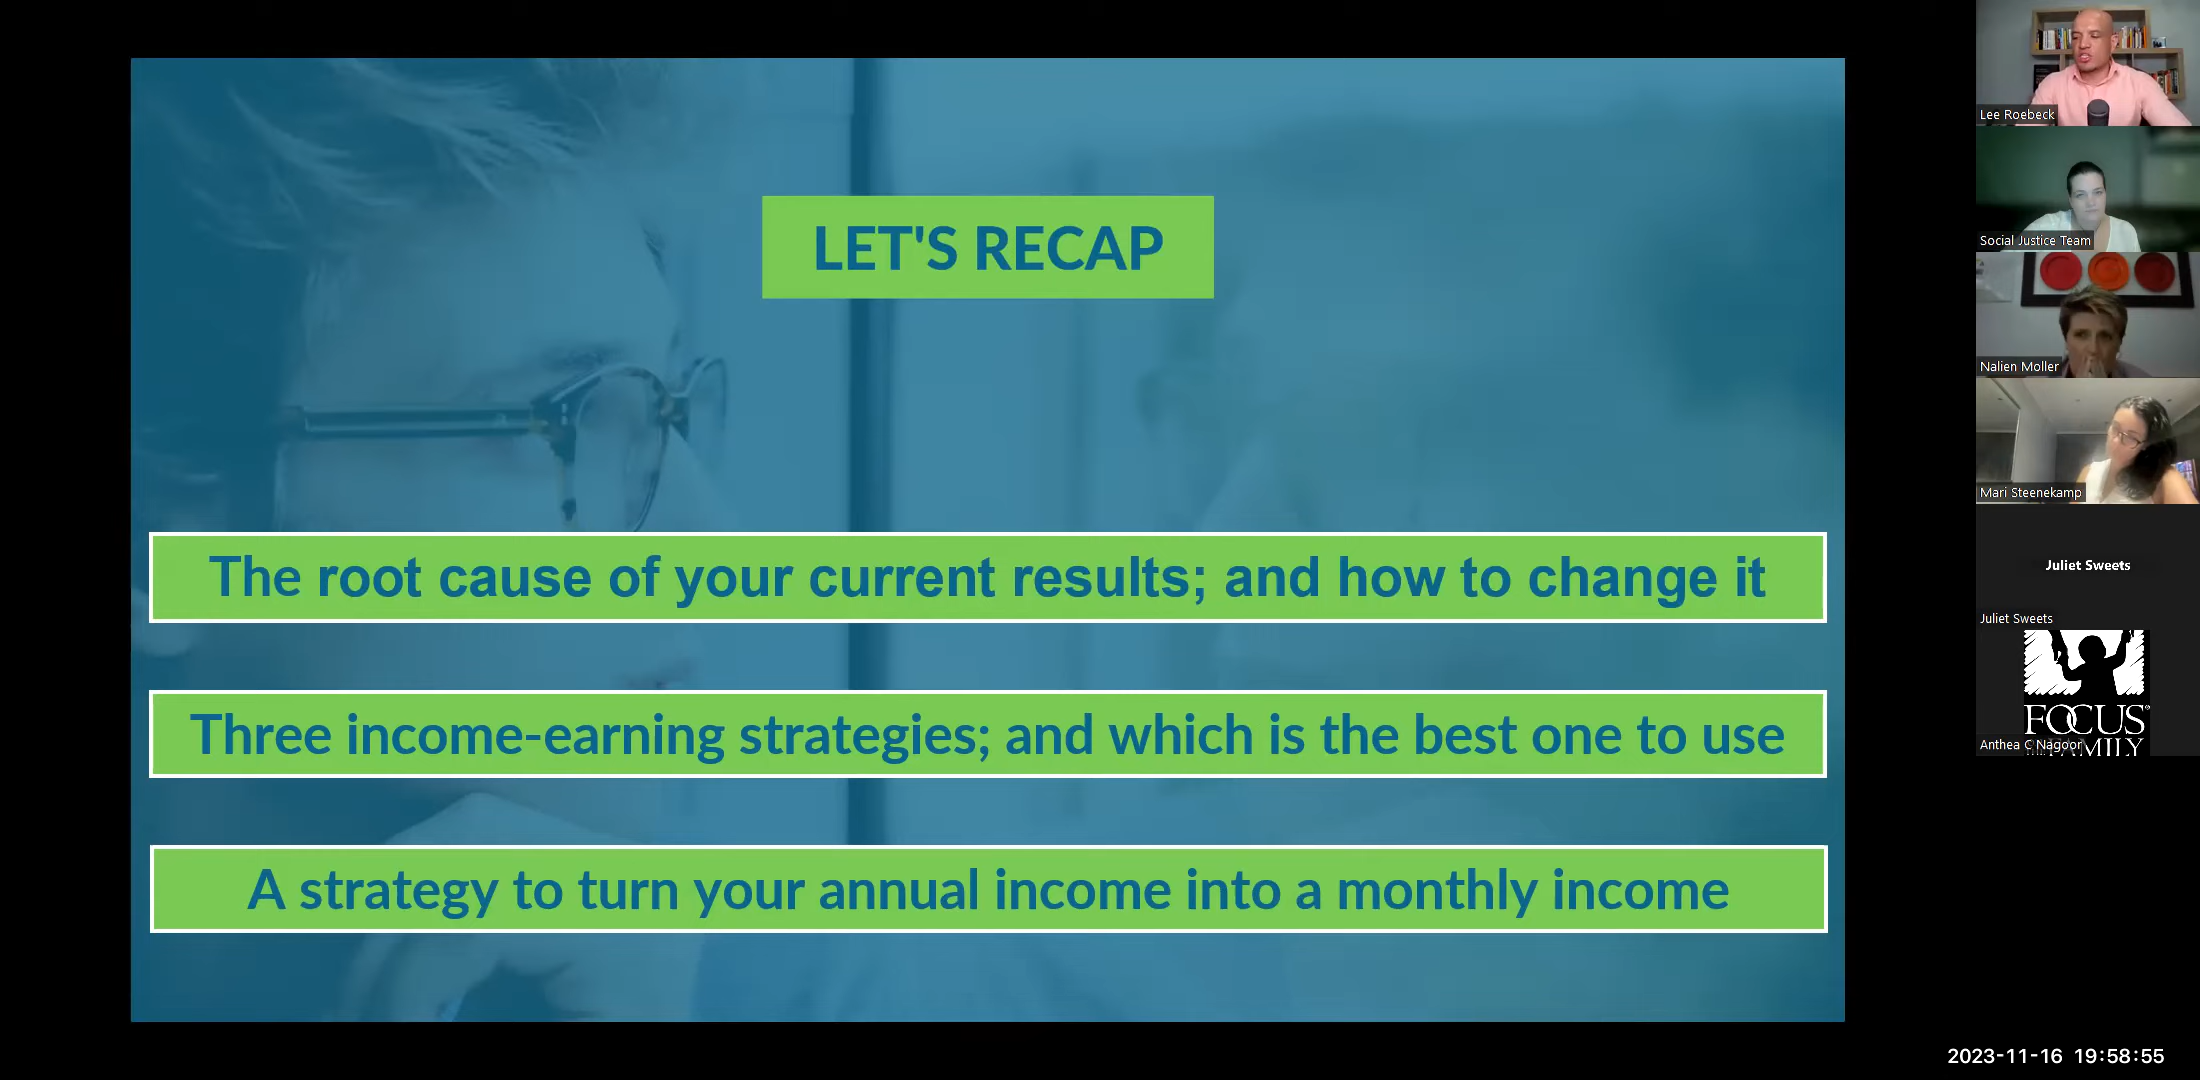 LET'S RECAP
The root cause of your current results; and how to change it
Three income-earning strategies; and which is the best one to use
A strategy to turn your annual income into a monthly income
Lee Roebeck
Social Justice Team
Nalien Moller
Mari Steenekamp
Juliet Sweets
Juliet Sweets
FOCUS®
Anthea C Nagoor
FAMILY
2023-11-16 19:58:55